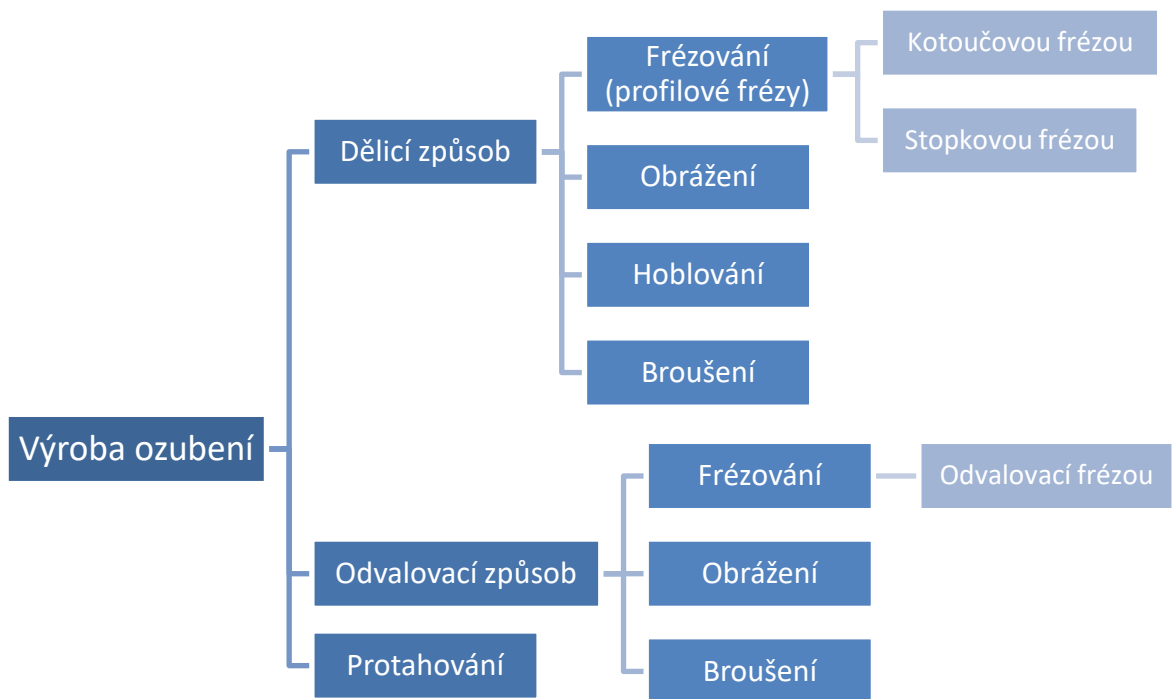 Výroba ozubení
Dělicí způsob
Frézování
(profilové frézy)
Kotoučovou frézou
Stopkovou frézou
Obrážení
Hoblování
Broušení
Odvalovací způsob
Frézování
Odvalovací frézou
Obrážení
Broušení
Protahování